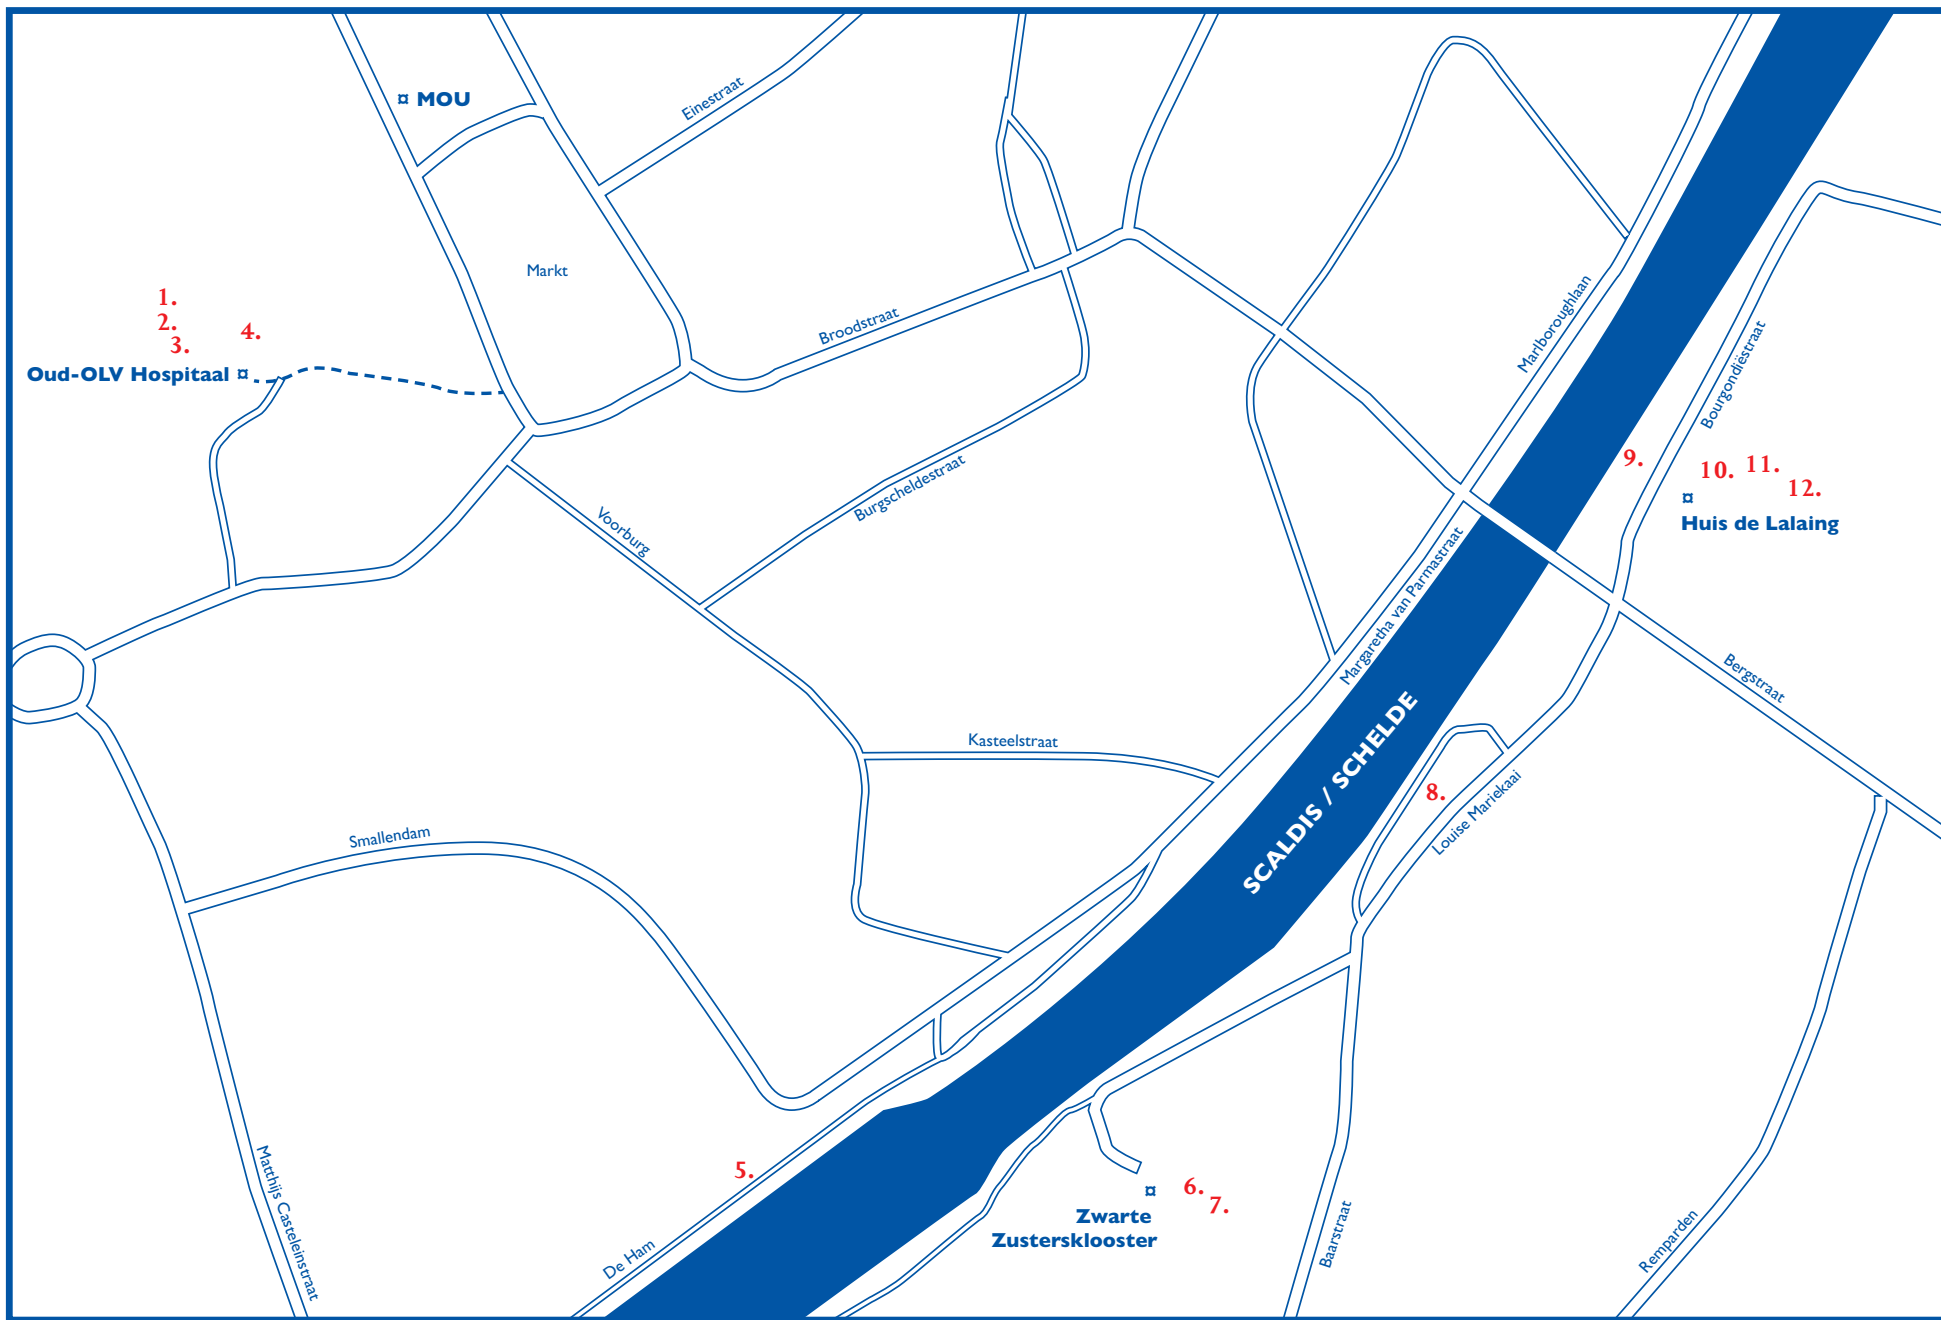 MOU
Einestraat
Markt
1.
2.
3.
4.
Oud-OLV Hospitaal
Broodstraat
Marlboroughlaan
Bourgondiëstraat
9.
10.
11.
12.
Huis de Lalaing
Burgscheldestraat
Voorburg
Margaretha van Parmastraat
Bergstraat
Kasteelstraat
SCALDIS / SCHELDE
8.
Louise Mariekaai
Smallendam
5.
6.
7.
Zwarte
Zustersklooster
Matthijs Casteleinstraat
De Ham
Baarstraat
Remparden